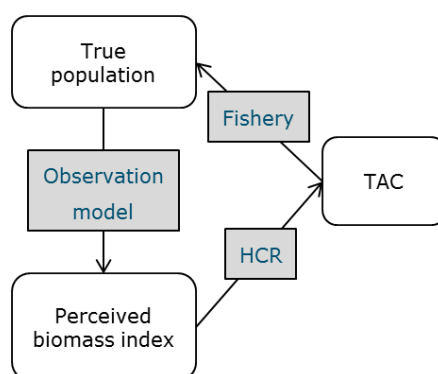 True
population
Fishery
Observation
model
TAC
HCR
Perceived
biomass index